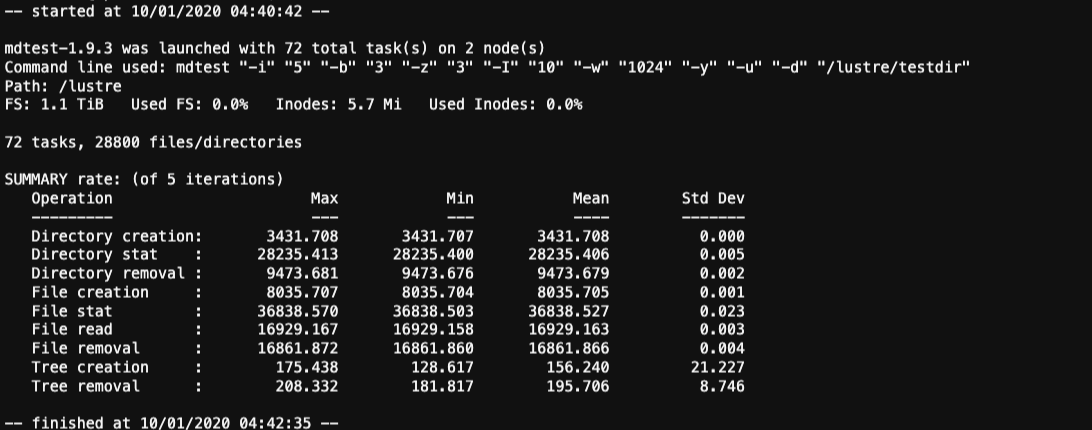 -- started at 10/01/2020 04:40:42 --
mdtest-1.9.3 was launched with 72 total task(s) on 2 node(s)
Command line used: mdtest "-i" "5" "-b" "3" "-z" "3" "-I" "10" "-w" "1024" "-y" "-u" "-d" "/lustre/testdir"
Path: /lustre
FS: 1.1 TiB   Used FS: 0.0%   Inodes: 5.7 Mi   Used Inodes: 0.0%
72 tasks, 28800 files/directories
SUMMARY rate: (of 5 iterations)
   Operation                      Max            Min           Mean        Std Dev
   ---------                      ---            ---           ----        -------
   Directory creation:       3431.708       3431.707       3431.708          0.000
   Directory stat    :      28235.413      28235.400      28235.406          0.005
   Directory removal :       9473.681       9473.676       9473.679          0.002
   File creation     :       8035.707       8035.704       8035.705          0.001
   File stat         :      36838.570      36838.503      36838.527          0.023
   File read         :      16929.167      16929.158      16929.163          0.003
   File removal      :      16861.872      16861.860      16861.866          0.004
   Tree creation     :        175.438        128.617        156.240         21.227
   Tree removal      :        208.332        181.817        195.706          8.746
-- finished at 10/01/2020 04:42:35 --